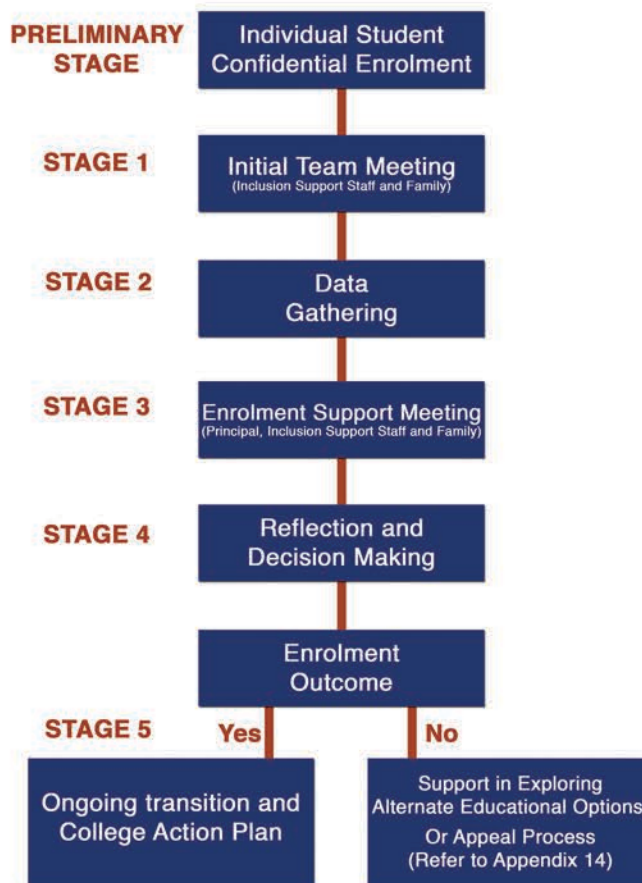 PRELIMINARY
STAGE
Individual Student
Confidential Enrolment
STAGE 1
Initial Team Meeting
(Inclusion Support Staff and Family)
STAGE 2
Data
Gathering
STAGE 3
Enrolment Support Meeting
(Principal, Inclusion Support Staff and Family)
STAGE 4
Reflection and
Decision Making
Enrolment
Outcome
STAGE 5
Yes
No
Ongoing transition and
College Action Plan
Support in Exploring
Alternate Educational Options
Or Appeal Process
(Refer to Appendix 14)